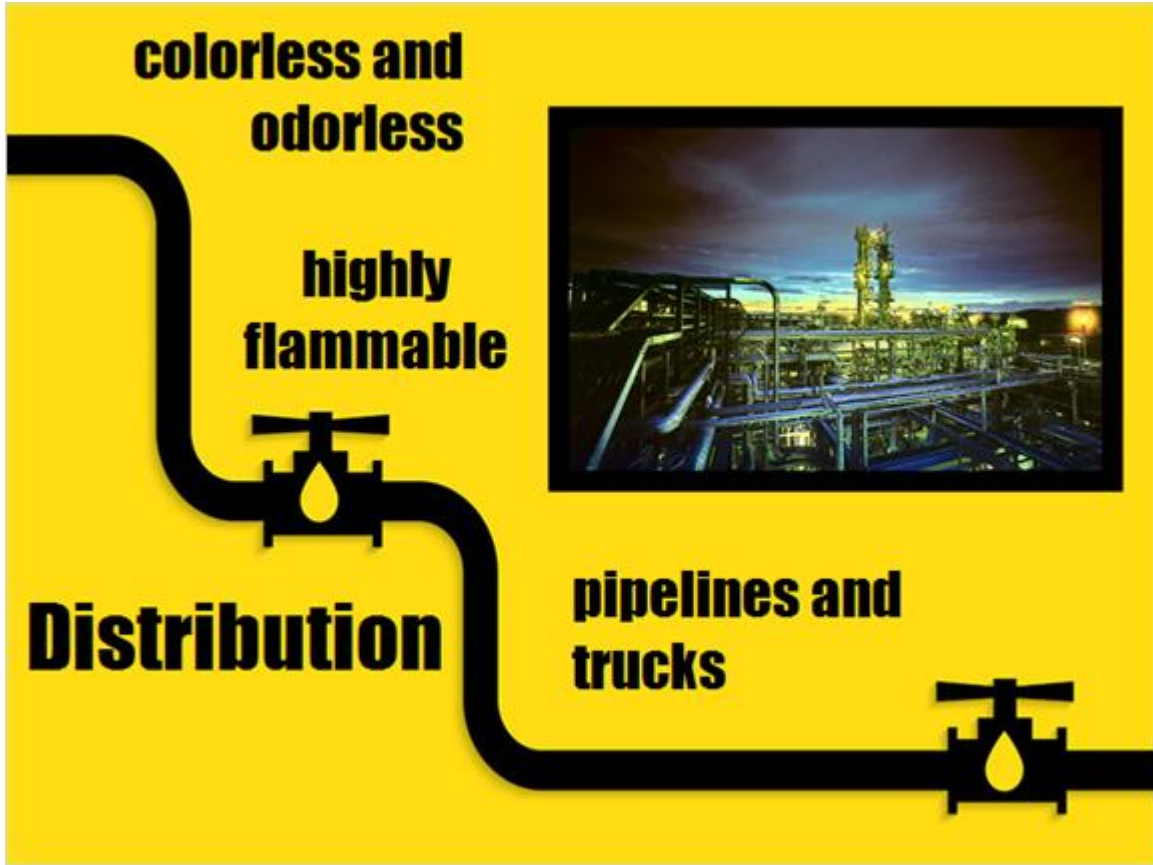 colorless and
odorless
highly
flammable
Distribution
pipelines and
trucks